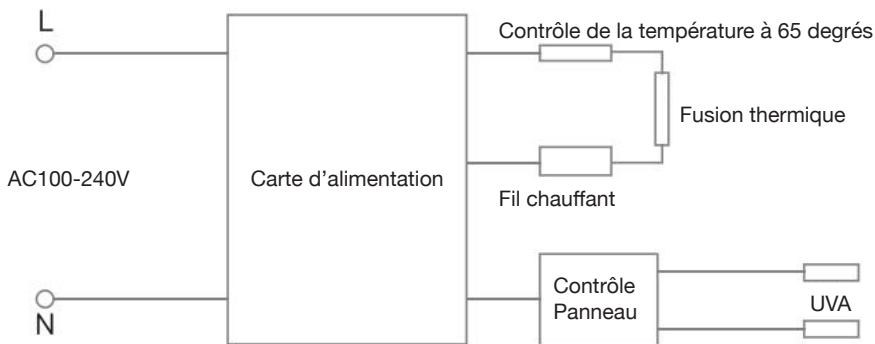 L
Contrôle de la température à 65 degrés
Fusion thermique
AC100-240V
Carte d’alimentation
Fil chauffant
Contrôle
Panneau
UVA
N